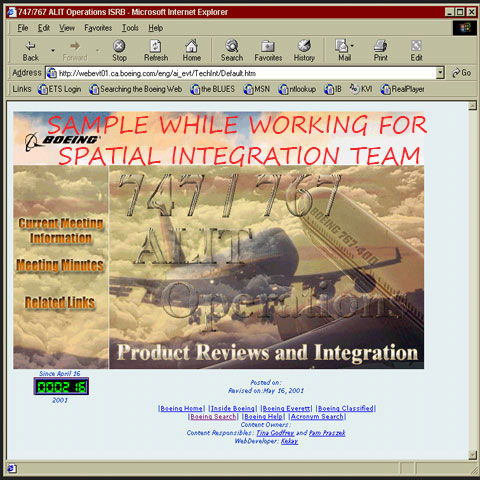 747/767 ALIT Operations ISRB - Microsoft Internet Explorer
File Edit View Favorites Tools Help
Back Forward Stop Refresh Home Search Favorites History Mail Print Edit
Address http://webevt01.ca.boeing.com/eng/ai_evt/TechInt/Default.htm Go
Links ETS Login Searching the Boeing Web the BLUES MSN ntlookup IB KVI RealPlayer
SAMPLE WHILE WORKING FOR
BOEING
SPATIAL INTEGRATION TEAM
747 / 767
BOEING 767-400
ALIT
Operation
Current Meeting
Information
Meeting Minutes
Related Links
Product Reviews and Integration
Since April 16
000216
2001
Posted on:
Revised on: May 16, 2001
|Boeing Home| |Inside Boeing| |Boeing Everett| |Boeing Classified|
|Boeing Search| |Boeing Help| |Acronym Search|
Content Owners:
Content Responsibles: Tina Godfrey and Pam Praszek
WebDeveloper: Kekay